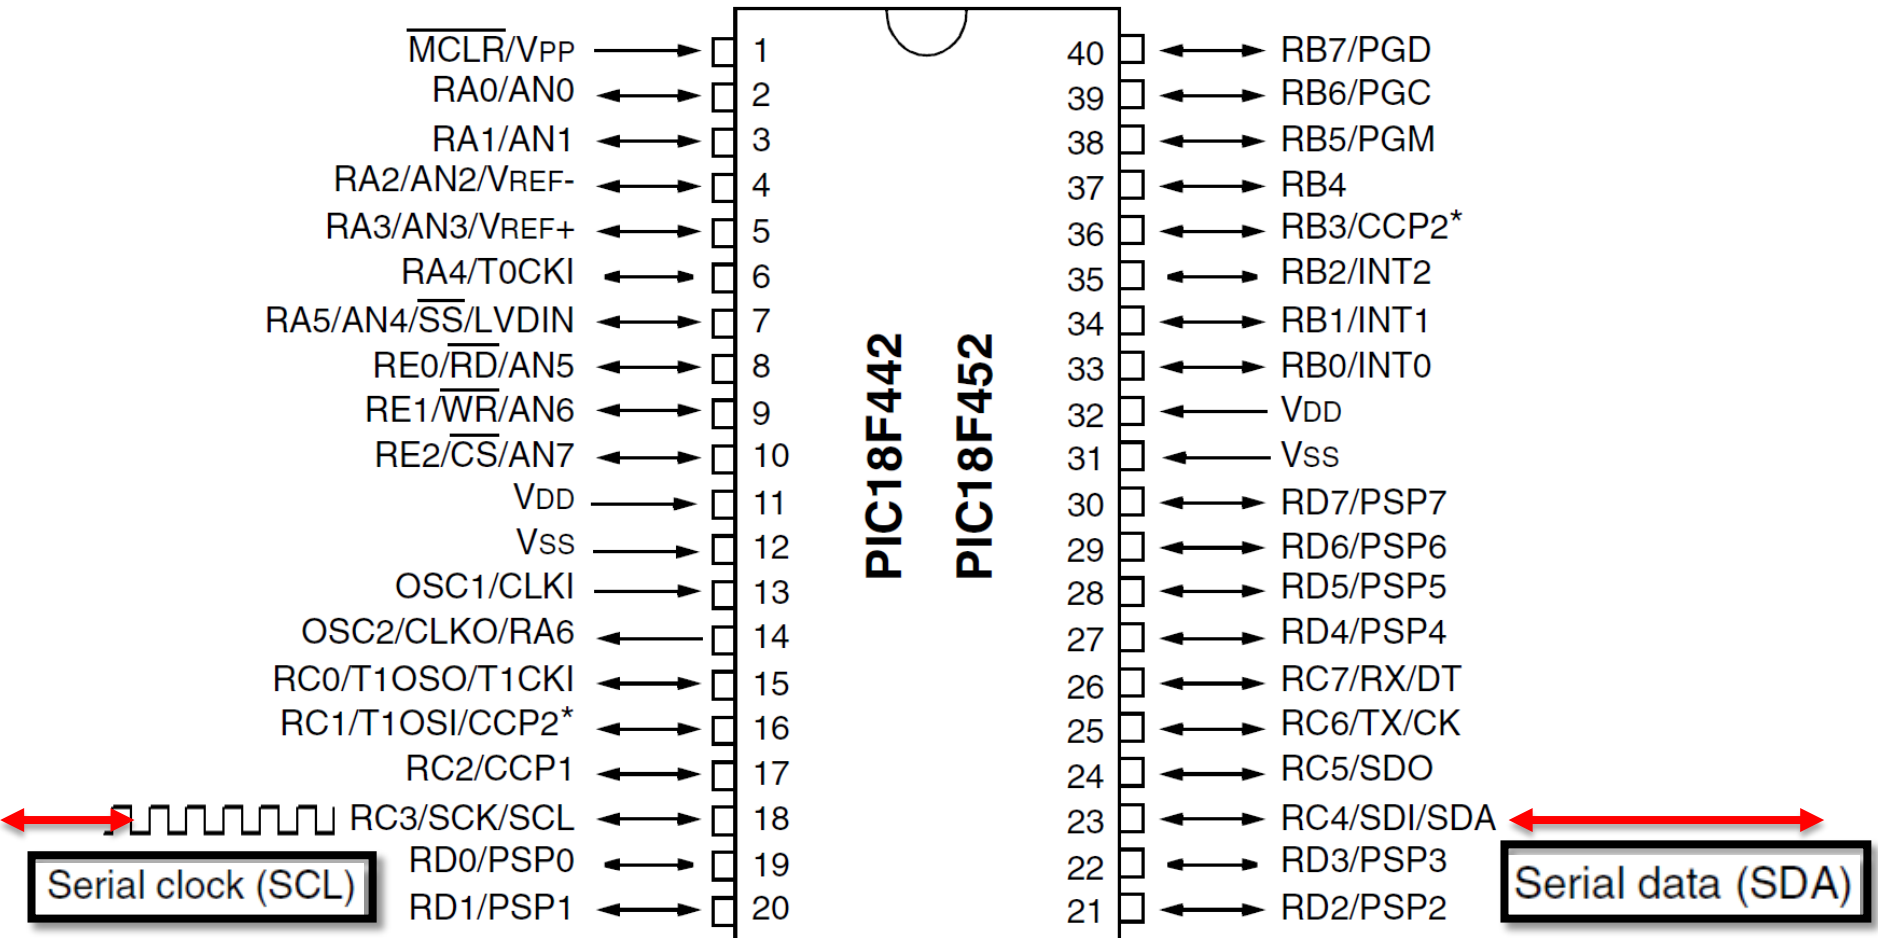 MCLR/VPP 1
RA0/AN0 2
RA1/AN1 3
RA2/AN2/VREF- 4
RA3/AN3/VREF+ 5
RA4/T0CKI 6
RA5/AN4/SS/LVDIN 7
RE0/RD/AN5 8
RE1/WR/AN6 9
RE2/CS/AN7 10
VDD 11
VSS 12
OSC1/CLKI 13
OSC2/CLKO/RA6 14
RC0/T1OSO/T1CKI 15
RC1/T1OSI/CCP2* 16
RC2/CCP1 17
RC3/SCK/SCL 18
RD0/PSP0 19
RD1/PSP1 20
Serial clock (SCL)
PIC18F442
PIC18F452
40 RB7/PGD
39 RB6/PGC
38 RB5/PGM
37 RB4
36 RB3/CCP2*
35 RB2/INT2
34 RB1/INT1
33 RB0/INT0
32 VDD
31 VSS
30 RD7/PSP7
29 RD6/PSP6
28 RD5/PSP5
27 RD4/PSP4
26 RC7/RX/DT
25 RC6/TX/CK
24 RC5/SDO
23 RC4/SDI/SDA
22 RD3/PSP3
21 RD2/PSP2
Serial data (SDA)